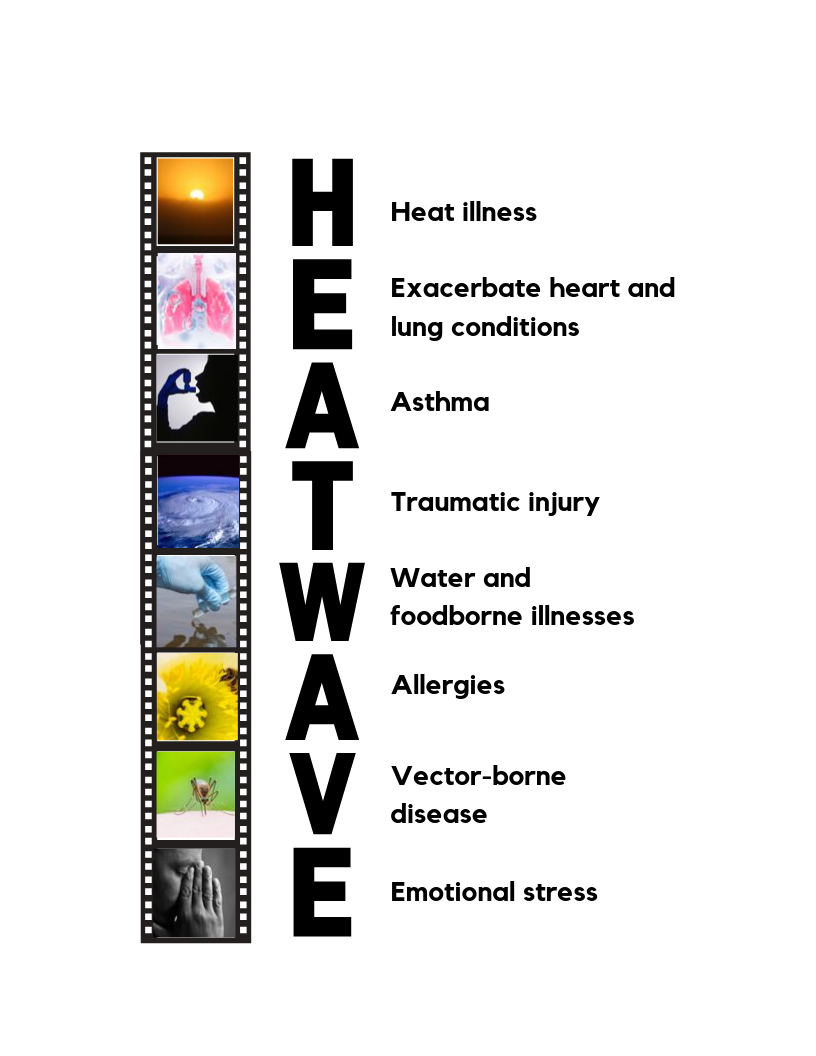 H
Heat illness
E
Exacerbate heart and
lung conditions
A
Asthma
T
Traumatic injury
W
Water and
foodborne illnesses
A
Allergies
V
Vector-borne
disease
E
Emotional stress